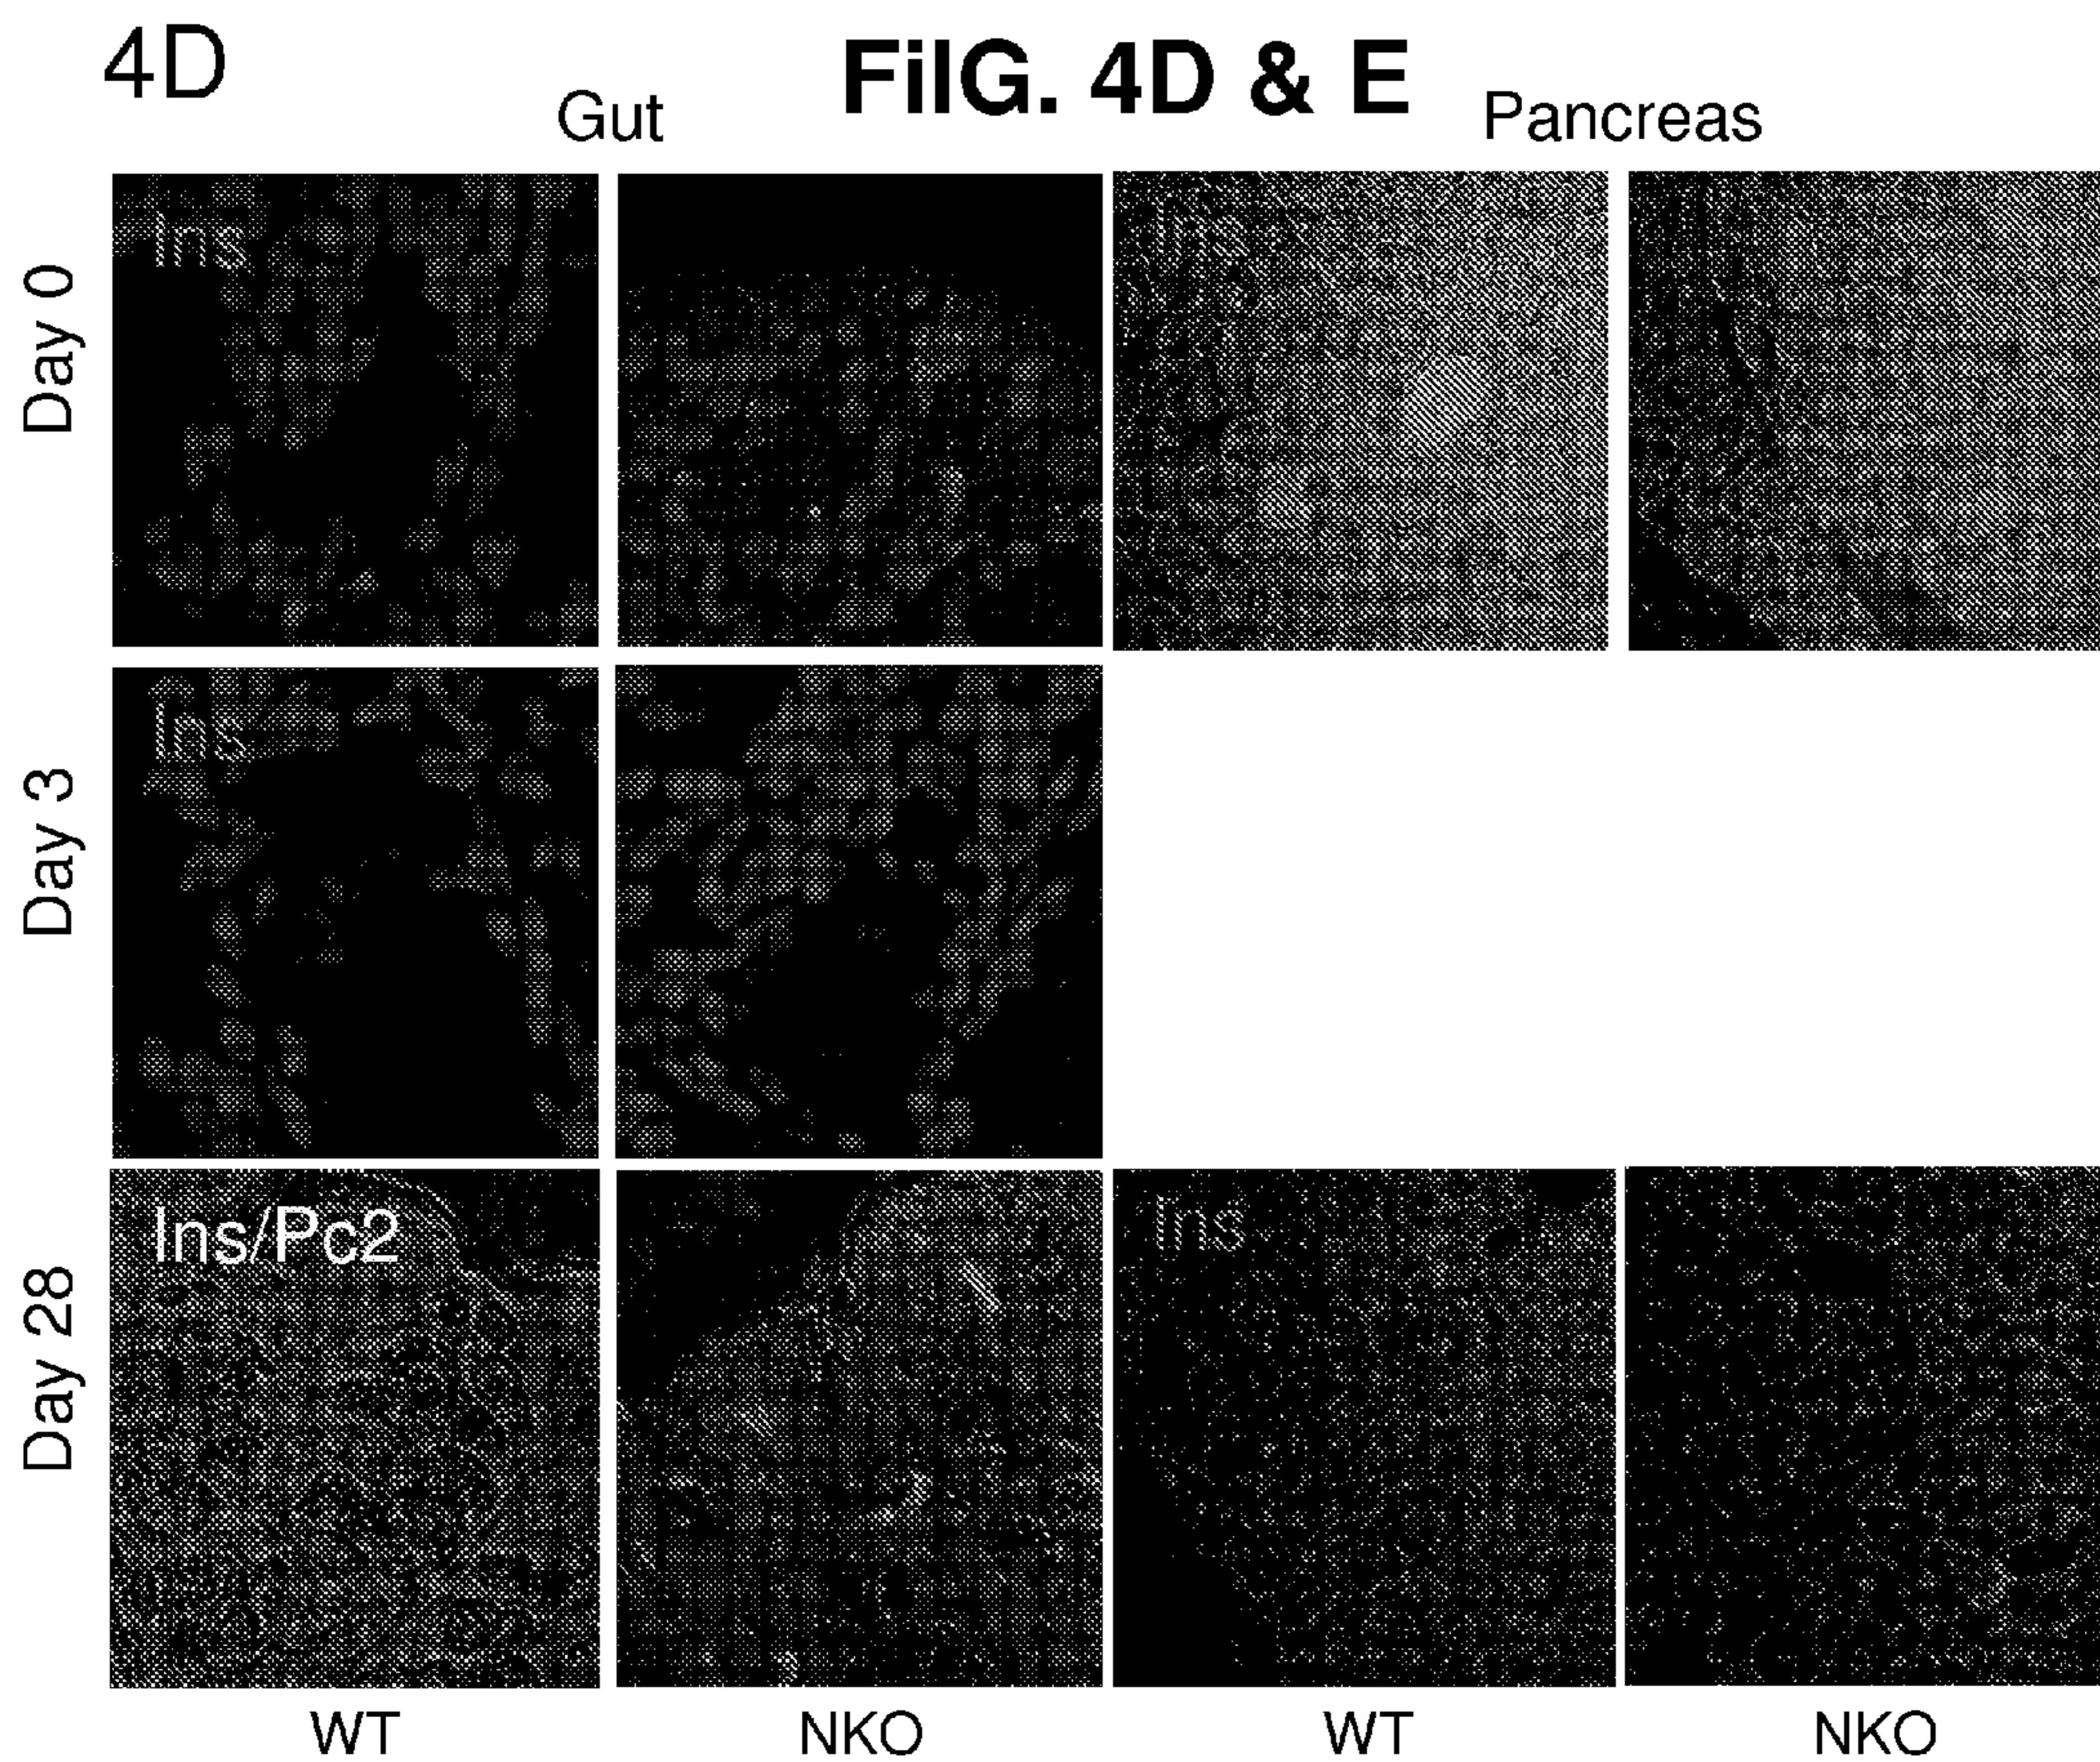 4D
FilG. 4D & E
Gut
Pancreas
Day 0
Ins
Ins
Day 3
Ins
Day 28
Ins/Pc2
Ins
WT
NKO
WT
NKO